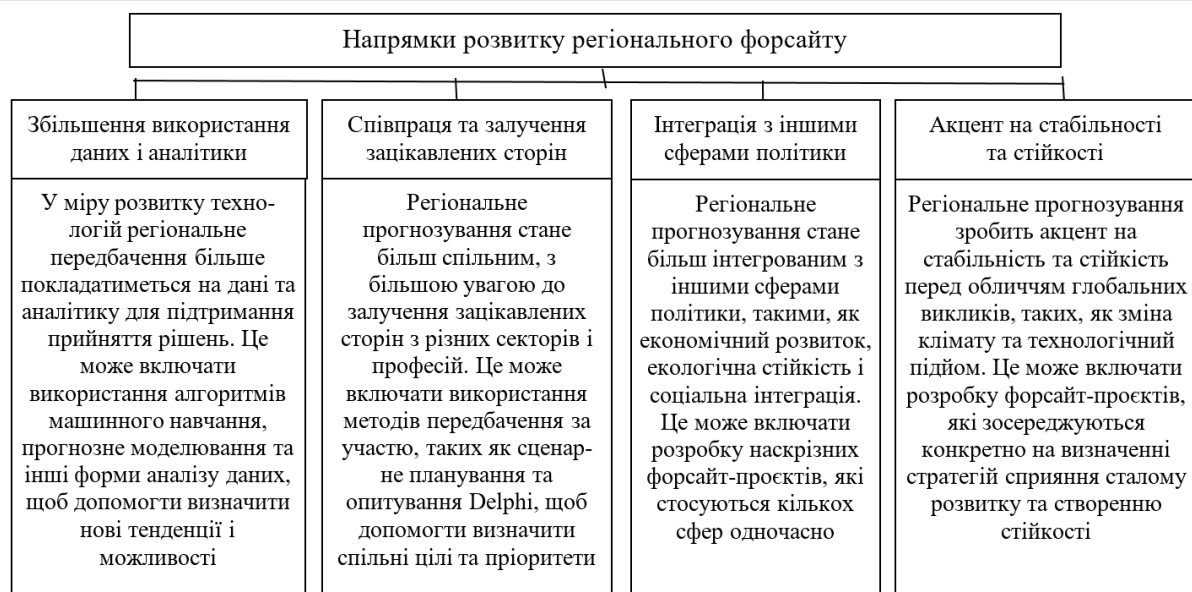 Напрямки розвитку регіонального форсайту
Збільшення використання
даних і аналітики
У міру розвитку техно-
логій регіональне
передбачення більше
покладатиметься на дані та
аналітику для підтримання
прийняття рішень. Це
може включати
використання алгоритмів
машинного навчання,
прогнозне моделювання та
інші форми аналізу даних,
щоб допомогти визначити
нові тенденції і
можливості
Співпраця та залучення
зацікавлених сторін
Регіональне
прогнозування стане
більш спільним, з
більшою увагою до
залучення зацікавлених
сторін з різних секторів і
професій. Це може
включати використання
методів передбачення за
участю, таких як сценар-
не планування та
опитування Delphi, щоб
допомогти визначити
спільні цілі та пріоритети
Інтеграція з іншими
сферами політики
Регіональне
прогнозування стане
більш інтегрованим з
іншими сферами
політики, такими, як
економічний розвиток,
екологічна стійкість і
соціальна інтеграція.
Це може включати
розробку наскрізних
форсайт-проєктів, які
стосуються кількох
сфер одночасно
Акцент на стабільності
та стійкості
Регіональне прогнозування
зробить акцент на
стабільність та стійкість
перед обличчям глобальних
викликів, таких, як зміна
клімату та технологічний
підйом. Це може включати
розробку форсайт-проєктів,
які зосереджуються
конкретно на визначенні
стратегій сприяння сталому
розвитку та створенню
стійкості